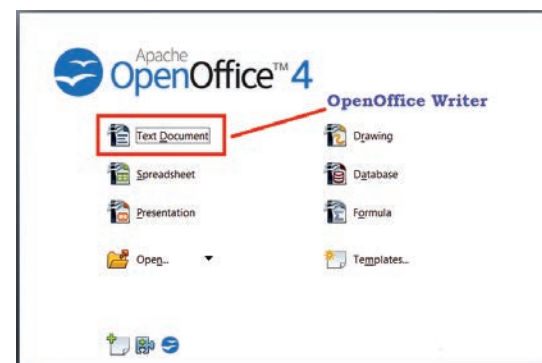 Apache
OpenOffice™ 4
OpenOffice Writer
Text Document
Drawing
Spreadsheet
Database
Presentation
Formula
Open...
Templates...